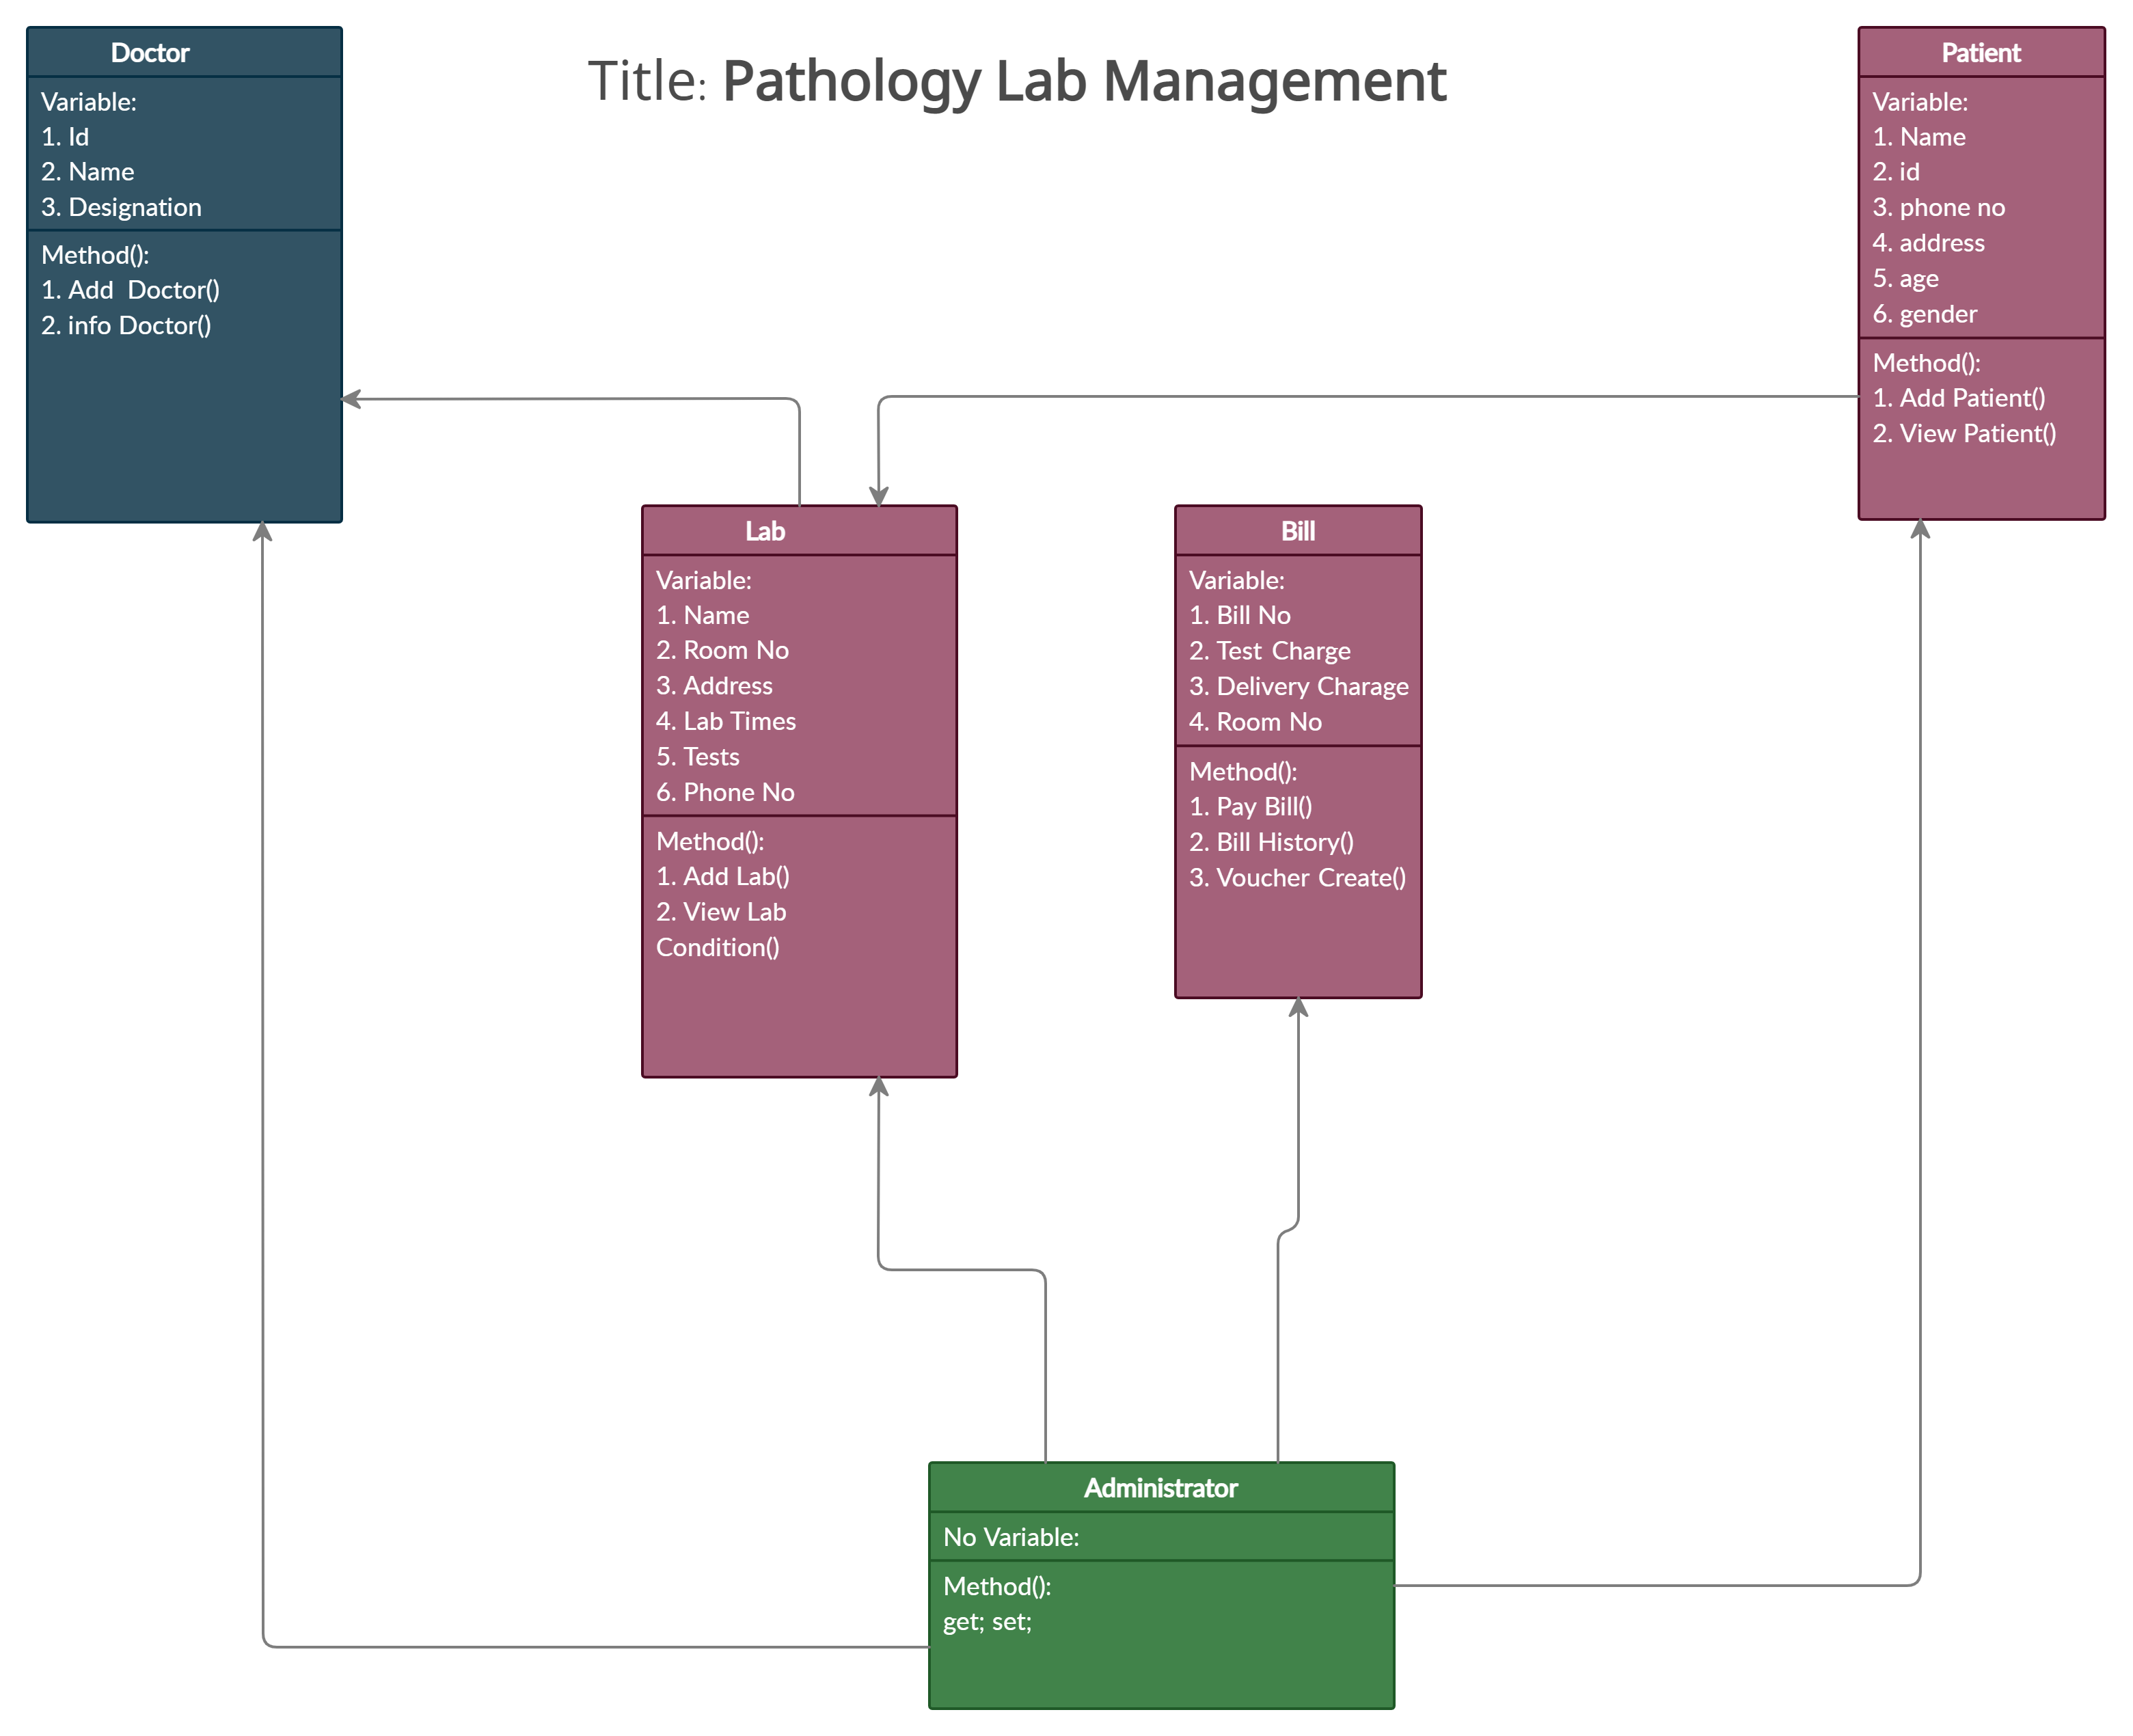 Title: Pathology Lab Management
Doctor
Variable:
1. Id
2. Name
3. Designation
Method():
1. Add  Doctor()
2. info Doctor()
Patient
Variable:
1. Name
2. id
3. phone no
4. address
5. age
6. gender
Method():
1. Add Patient()
2. View Patient()
Lab
Variable:
1. Name
2. Room No
3. Address
4. Lab Times
5. Tests
6. Phone No
Method():
1. Add Lab()
2. View Lab
Condition()
Bill
Variable:
1. Bill No
2. Test Charge
3. Delivery Charage
4. Room No
Method():
1. Pay Bill()
2. Bill History()
3. Voucher Create()
Administrator
No Variable:
Method():
get; set;